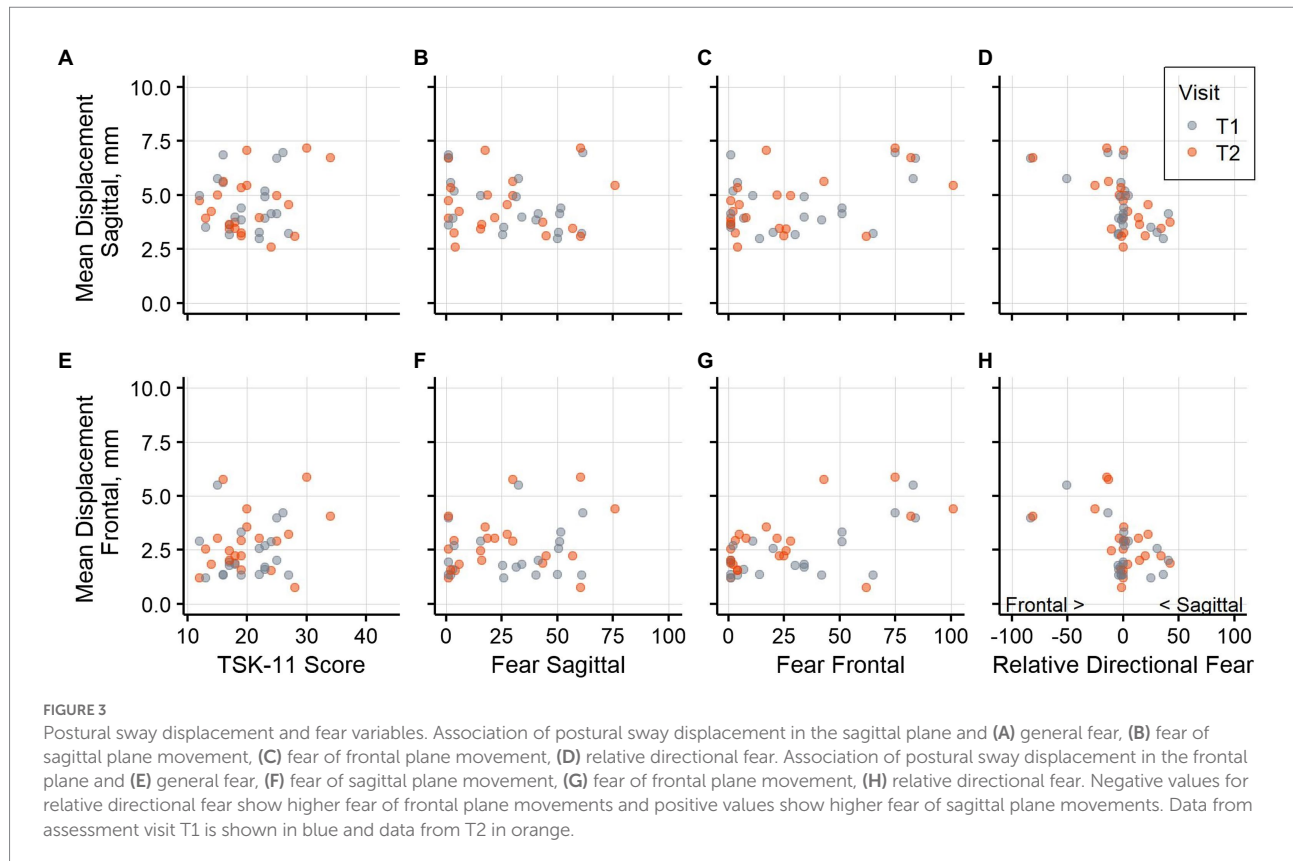 A
B
C
D
Mean Displacement
Sagittal, mm
10.0
7.5
5.0
2.5
0.0
Visit
T1
T2
E
F
G
H
Mean Displacement
Frontal, mm
10.0
7.5
5.0
2.5
0.0
Frontal >
< Sagittal
10 20 30 40
0 25 50 75 100
0 25 50 75 100
-100 -50 0 50 100
TSK-11 Score
Fear Sagittal
Fear Frontal
Relative Directional Fear
FIGURE 3
Postural sway displacement and fear variables. Association of postural sway displacement in the sagittal plane and (A) general fear, (B) fear of
sagittal plane movement, (C) fear of frontal plane movement, (D) relative directional fear. Association of postural sway displacement in the frontal
plane and (E) general fear, (F) fear of sagittal plane movement, (G) fear of frontal plane movement, (H) relative directional fear. Negative values for
relative directional fear show higher fear of frontal plane movements and positive values show higher fear of sagittal plane movements. Data from
assessment visit T1 is shown in blue and data from T2 in orange.